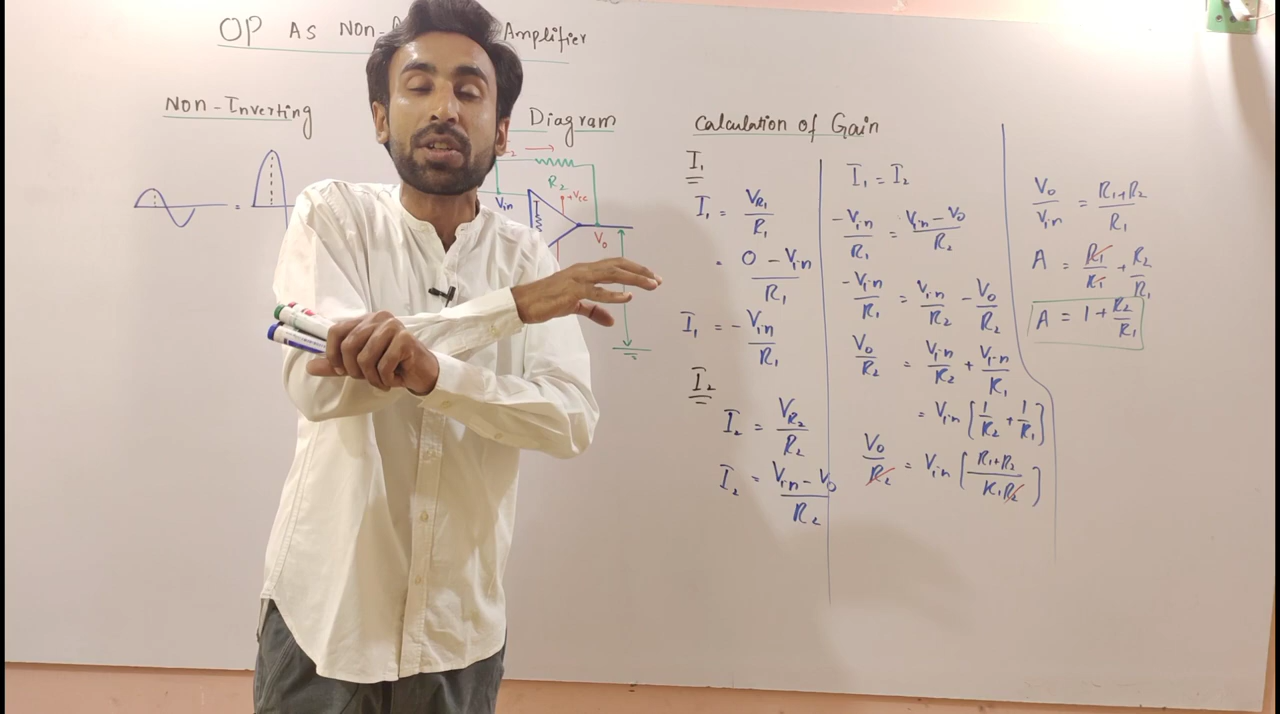 OP As Non- Amplifier
Non-Inverting
=
Diagram
2
R2
Vin
+Vcc
V0
Calculation of Gain
I1
I1 = VR1/R1
= 0 - Vin/R1
I1 = - Vin/R1
I2
I2 = VR2/R2
I2 = Vin - V0/R2
I1 = I2
-Vin/R1 = Vin - V0/R2
-Vin/R1 = Vin/R2 - V0/R2
V0/R2 = Vin/R2 + Vin/R1
= Vin [1/R2 + 1/R1]
V0/R2 = Vin [R1+R2/R1R2]
V0/Vin = R1+R2/R1
A = R1/R1 + R2/R1
A = 1 + R2/R1